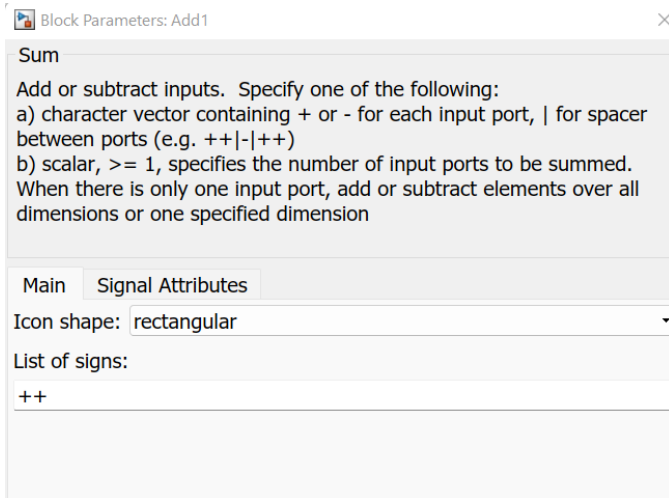 Block Parameters: Add1
Sum
Add or subtract inputs.  Specify one of the following:
a) character vector containing + or - for each input port, | for spacer
between ports (e.g. ++|-|++)
b) scalar, >= 1, specifies the number of input ports to be summed.
When there is only one input port, add or subtract elements over all
dimensions or one specified dimension
Main Signal Attributes
Icon shape: rectangular
List of signs:
++